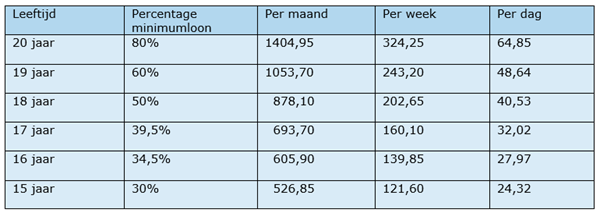 Leeftijd Percentage minimumloon Per maand Per week Per dag
20 jaar 80% 1404,95 324,25 64,85
19 jaar 60% 1053,70 243,20 48,64
18 jaar 50% 878,10 202,65 40,53
17 jaar 39,5% 693,70 160,10 32,02
16 jaar 34,5% 605,90 139,85 27,97
15 jaar 30% 526,85 121,60 24,32